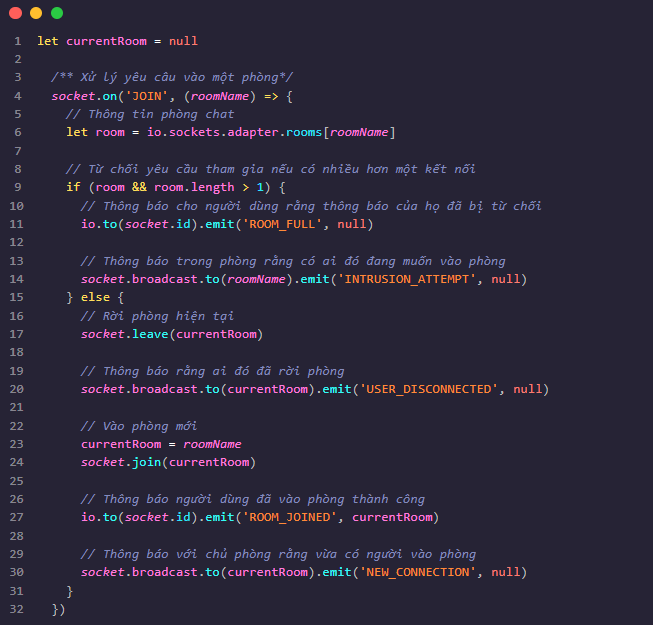 1 let currentRoom = null
2
3 /** Xử lý yêu câu vào một phòng*/
4 socket.on('JOIN', (roomName) => {
5 // Thông tin phòng chat
6 let room = io.sockets.adapter.rooms[roomName]
7
8 // Từ chối yêu cầu tham gia nếu có nhiều hơn một kết nối
9 if (room && room.length > 1) {
10 // Thông báo cho người dùng rằng thông báo của họ đã bị từ chối
11 io.to(socket.id).emit('ROOM_FULL', null)
12
13 // Thông báo trong phòng rằng có ai đó đang muốn vào phòng
14 socket.broadcast.to(roomName).emit('INTRUSION_ATTEMPT', null)
15 } else {
16 // Rời phòng hiện tại
17 socket.leave(currentRoom)
18
19 // Thông báo rằng ai đó đã rời phòng
20 socket.broadcast.to(currentRoom).emit('USER_DISCONNECTED', null)
21
22 // Vào phòng mới
23 currentRoom = roomName
24 socket.join(currentRoom)
25
26 // Thông báo người dùng đã vào phòng thành công
27 io.to(socket.id).emit('ROOM_JOINED', currentRoom)
28
29 // Thông báo với chủ phòng rằng vừa có người vào phòng
30 socket.broadcast.to(currentRoom).emit('NEW_CONNECTION', null)
31 }
32 })